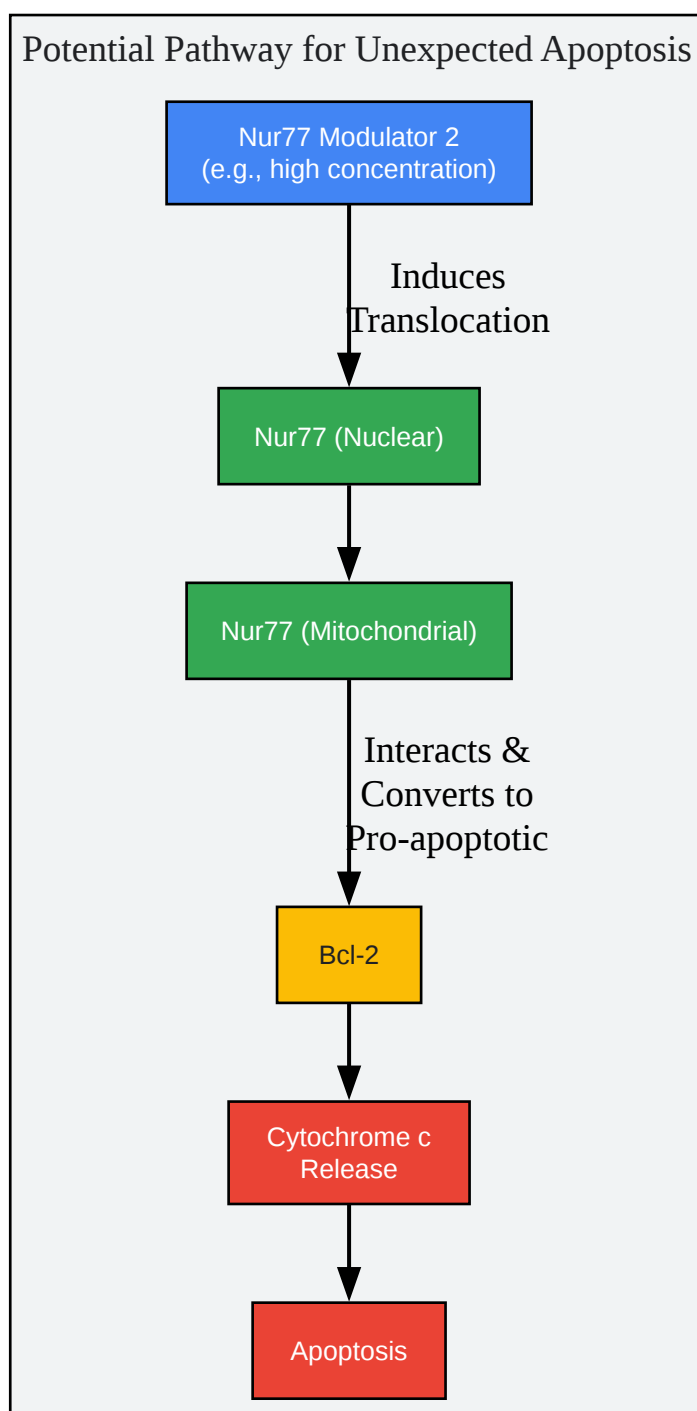 Potential Pathway for Unexpected Apoptosis
Nur77 Modulator 2
(e.g., high concentration)
Induces
Translocation
Nur77 (Nuclear)
Nur77 (Mitochondrial)
Interacts &
Converts to
Pro-apoptotic
Bcl-2
Cytochrome c
Release
Apoptosis